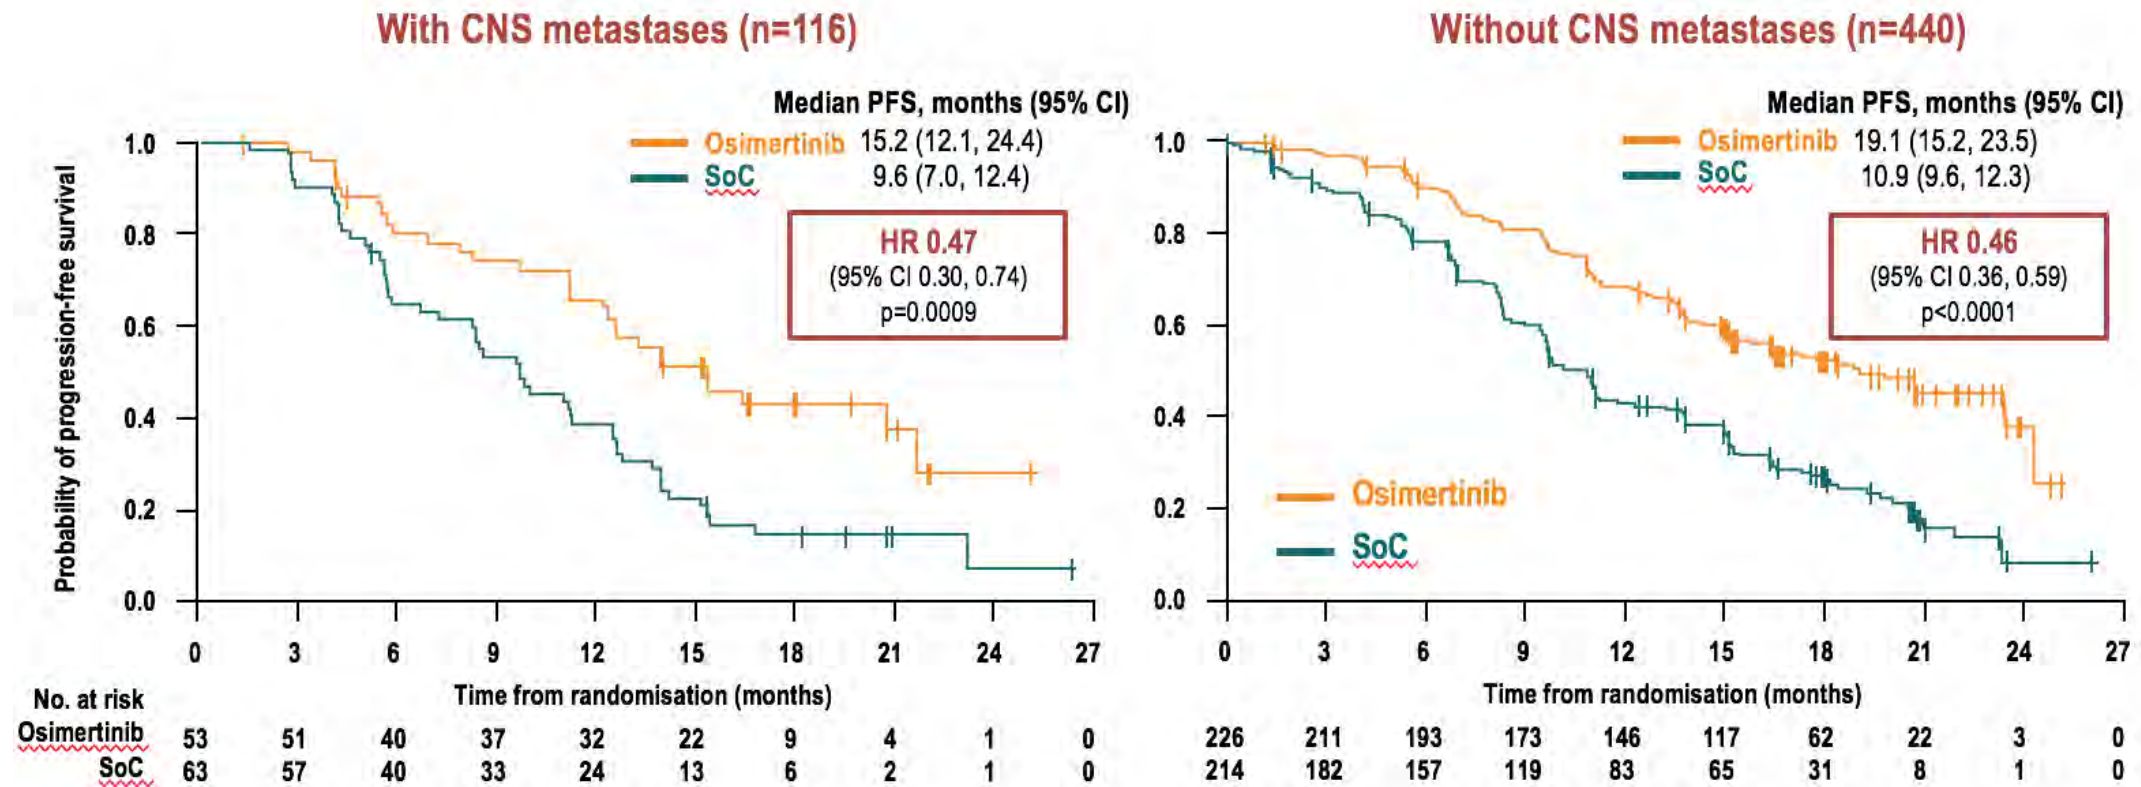 With CNS metastases (n=116)
Median PFS, months (95% CI)
Osimertinib 15.2 (12.1, 24.4)
SoC 9.6 (7.0, 12.4)
HR 0.47
(95% CI 0.30, 0.74)
p=0.0009
Probability of progression-free survival
1.0
0.8
0.6
0.4
0.2
0.0
0 3 6 9 12 15 18 21 24 27
Time from randomisation (months)
No. at risk
Osimertinib 53 51 40 37 32 22 9 4 1 0
SoC 63 57 40 33 24 13 6 2 1 0
Without CNS metastases (n=440)
Median PFS, months (95% CI)
Osimertinib 19.1 (15.2, 23.5)
SoC 10.9 (9.6, 12.3)
HR 0.46
(95% CI 0.36, 0.59)
p<0.0001
1.0
0.8
0.6
0.4
0.2
0.0
Osimertinib
SoC
0 3 6 9 12 15 18 21 24 27
Time from randomisation (months)
226 211 193 173 146 117 62 22 3 0
214 182 157 119 83 65 31 8 1 0